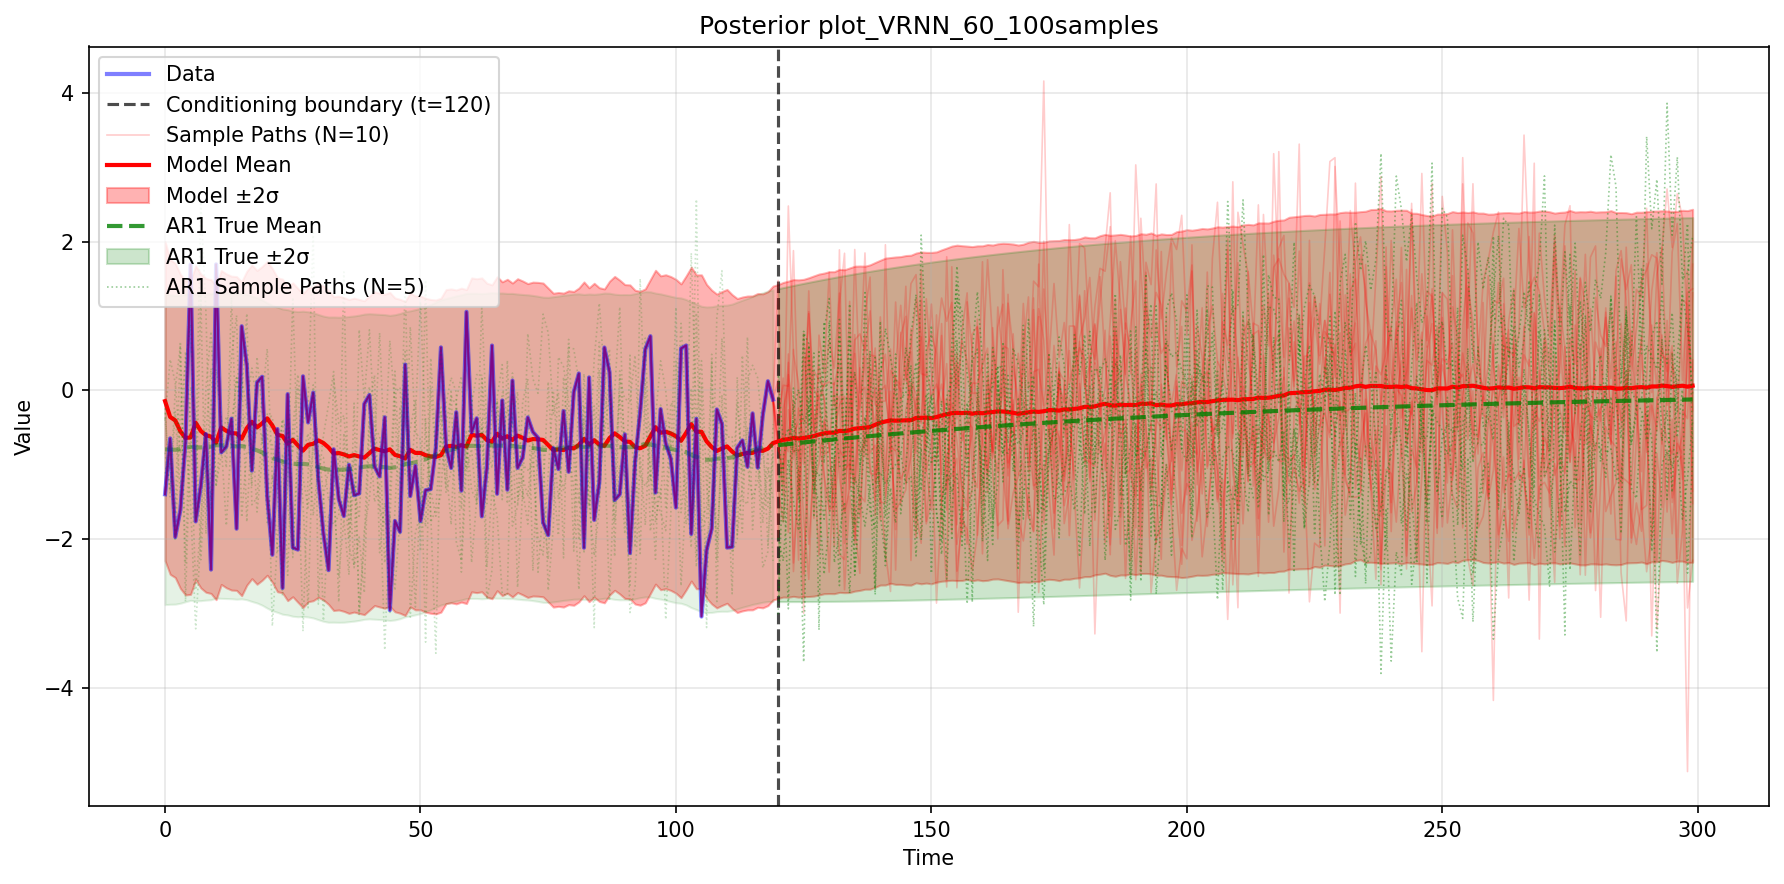 Posterior plot_VRNN_60_100samples
Data
Conditioning boundary (t=120)
Sample Paths (N=10)
Model Mean
Model ±2σ
AR1 True Mean
AR1 True ±2σ
AR1 Sample Paths (N=5)
Value
4
2
0
−2
−4
0 50 100 150 200 250 300
Time